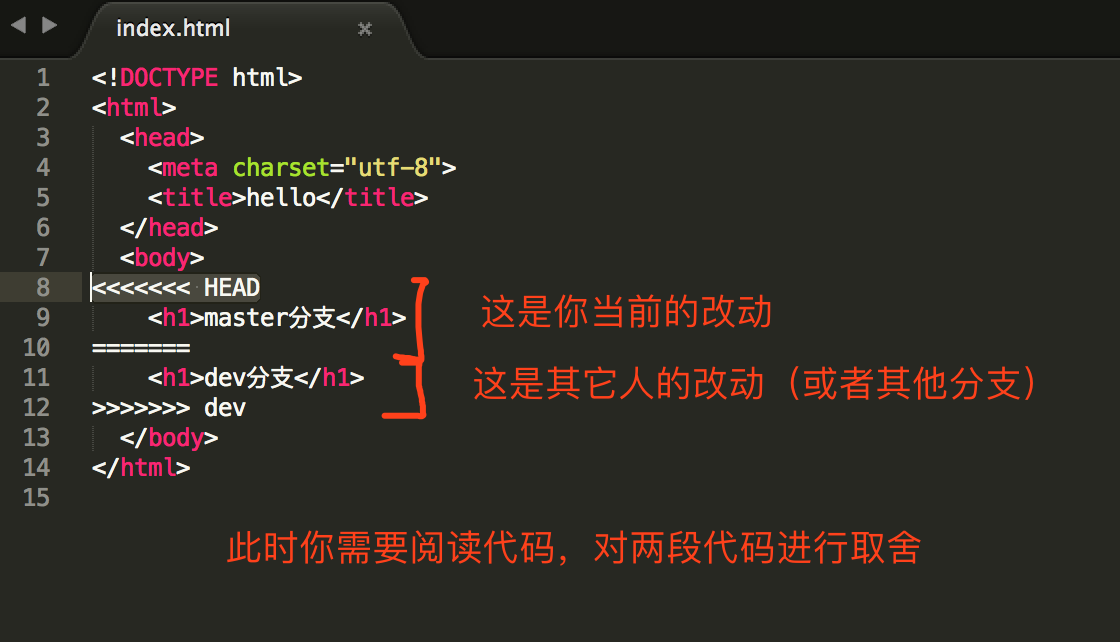 index.html
1 <!DOCTYPE html>
2 <html>
3 <head>
4 <meta charset="utf-8">
5 <title>hello</title>
6 </head>
7 <body>
8 <<<<<<< HEAD
这是你当前的改动
9 <h1>master分支</h1>
10 =======
这是其它人的改动（或者其他分支）
11 <h1>dev分支</h1>
12 >>>>>>> dev
13 </body>
14 </html>
15
此时你需要阅读代码，对两段代码进行取舍